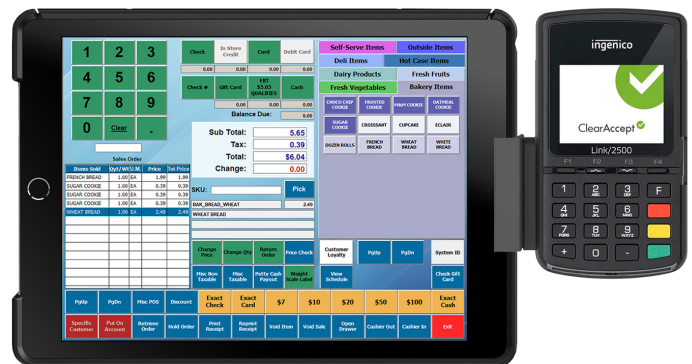 1 2 3
4 5 6
7 8 9
0 Clear .
Check
In Store Credit
Card
Debit Card
0.00 0.00 0.00 0.00
Check #
Gift Card
EBT $5.65 QUALIFIES
Cash
0.00 0.00 0.00 0.00
Balance Due: 0.00
Sub Total: 5.65
Tax: 0.39
Total: $6.04
Change: 0.00
Sales Order
Items Sold Qyt/Wt U.M. Price Tot Price
FRENCH BREAD 1.00 EA 1.99 1.99
SUGAR COOKIE 1.00 EA 0.39 0.39
SUGAR COOKIE 1.00 EA 0.39 0.39
SUGAR COOKIE 1.00 EA 0.39 0.39
WHEAT BREAD 1.00 EA 2.49 2.49
SKU: Pick
BAK_BREAD_WHEAT 2.49
WHEAT BREAD
Self-Serve Items
Outside Items
Deli Items
Hot Case Items
Dairy Products
Fresh Fruits
Fresh Vegetables
Bakery Items
CHOCO CHIP COOKIE
FROSTED COOKIE
M&M COOKIE
OATMEAL COOKIE
SUGAR COOKIE
CROISSANT
CUPCAKE
ECLAIR
DOZEN ROLLS
FRENCH BREAD
WHEAT BREAD
WHITE BREAD
Change Price
Change Qty
Return Order
Price Check
Customer Loyalty
PgUp
PgDn
System ID
Misc Non Taxable
Misc Taxable
Petty Cash Payout
Weight Scale Label
View Schedule
Check Gift Card
PgUp
PgDn
Misc POS
Discount
Exact Check
Exact Card
$7
$10
$20
$50
$100
Exact Cash
Specific Customer
Put On Account
Retrieve Order
Hold Order
Print Receipt
Reprint Receipt
Void Item
Void Sale
Open Drawer
Cashier Out
Cashier In
Exit
ingenico
ClearAccept
Link/2500
F1 F2 F3 F4
1 2 ABC 3 DEF F
4 GHI 5 JKL 6 MNO
7 PQRS 8 TUV 9 WXYZ
+ 0 -